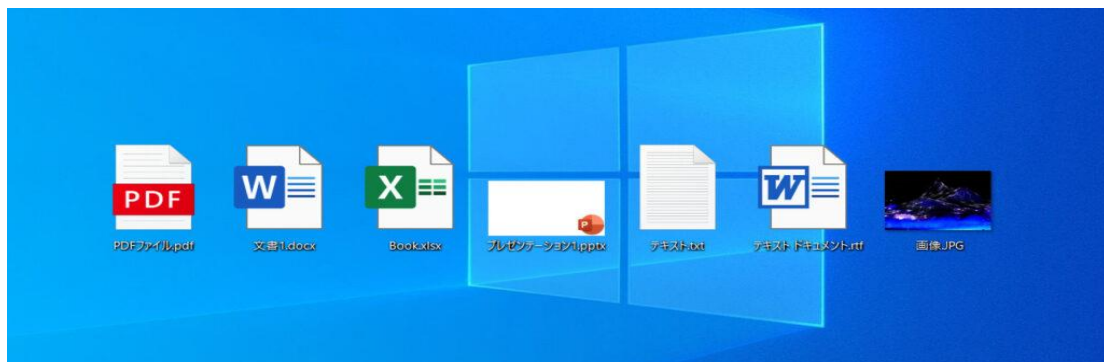 PDF
W
X
P
W
PDFファイル.pdf
文書1.docx
Book.xlsx
プレゼンテーション1.pptx
テキスト.txt
テキスト ドキュメント.rtf
画像.JPG